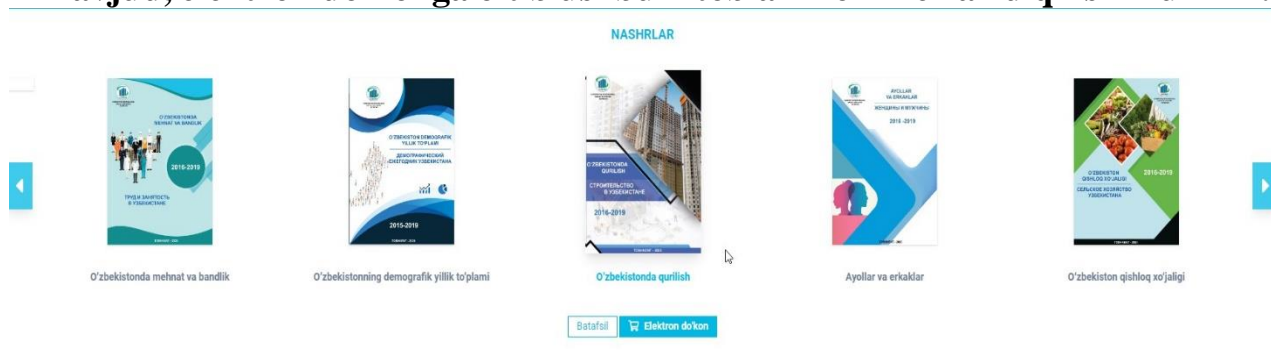 NASHRLAR
O'ZBEKISTONDA
MEHNAT VA BANDLIK
2016-2019
ТРУД И ЗАНЯТОСТЬ
В УЗБЕКИСТАНЕ
O'ZBEKISTON DEMOGRAFIK
YILLIK TO'PLAMI
ДЕМОГРАФИЧЕСКИЙ
ЕЖЕГОДНИК УЗБЕКИСТАНА
2015-2019
O'ZBEKISTONDA
QURILISH
СТРОИТЕЛЬСТВО
В УЗБЕКИСТАНЕ
2016-2019
AYOLLAR
VA ERKAKLAR
ЖЕНЩИНЫ И МУЖЧИНЫ
2015 -2019
O'ZBEKISTON
QISHLOQ XO'JALIGI
2015-2019
СЕЛЬСКОЕ ХОЗЯЙСТВО
УЗБЕКИСТАНА
O'zbekistonda mehnat va bandlik
O'zbekistonning demografik yillik to'plami
O'zbekistonda qurilish
Ayollar va erkaklar
O'zbekiston qishloq xo'jaligi
Batafsil
Elektron do'kon